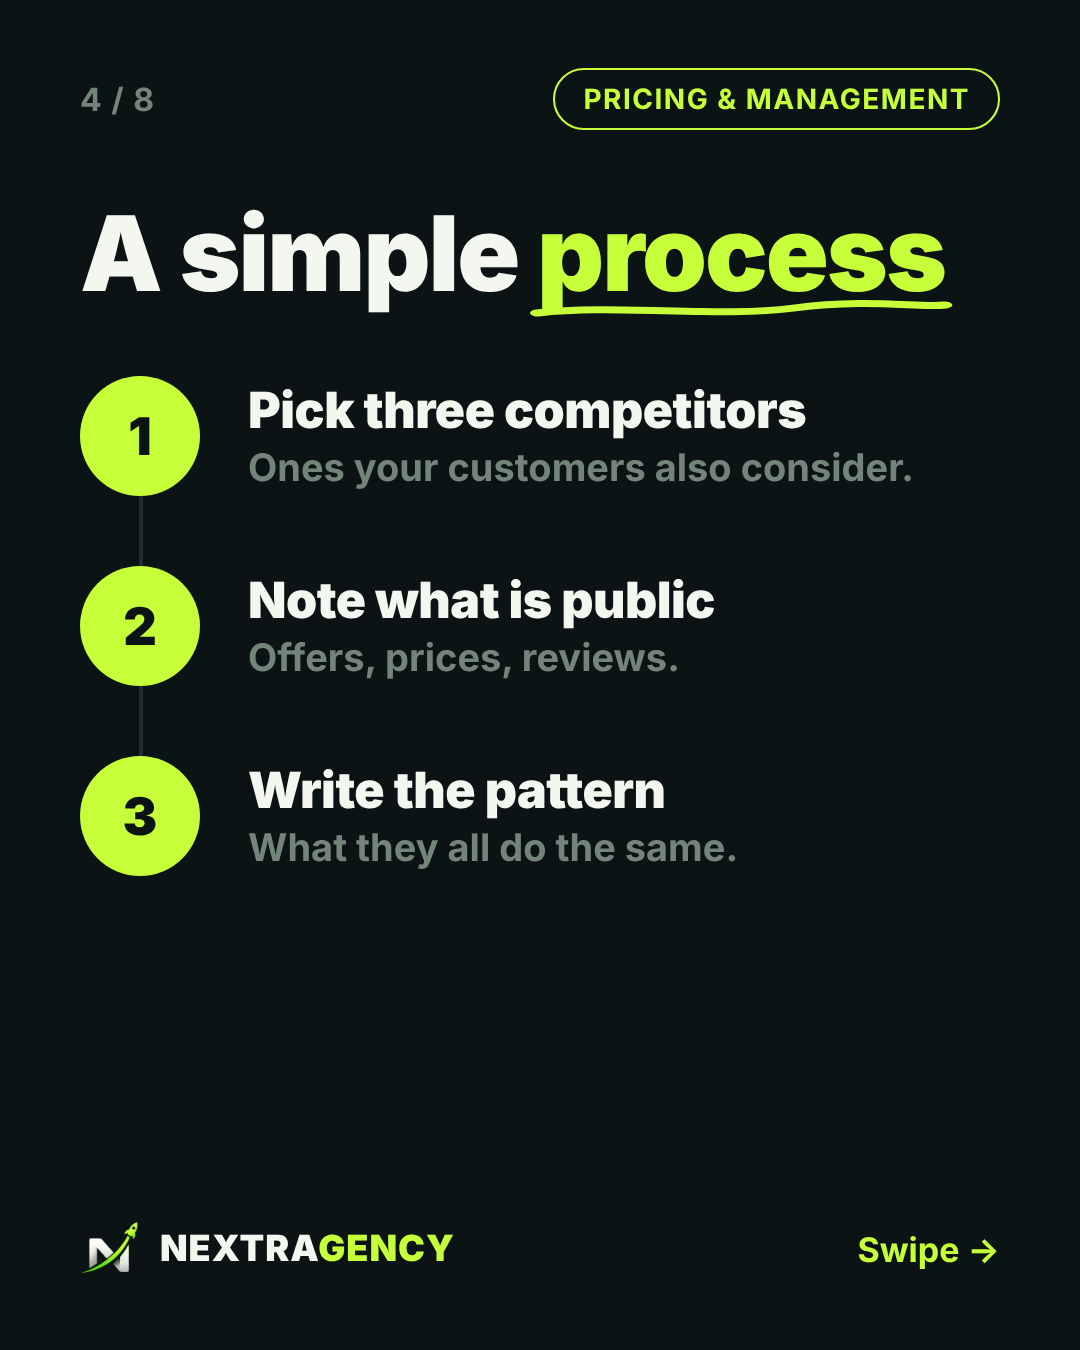 4 / 8
PRICING & MANAGEMENT
A simple process
1
Pick three competitors
Ones your customers also consider.
2
Note what is public
Offers, prices, reviews.
3
Write the pattern
What they all do the same.
NEXTRAGENCY
Swipe →